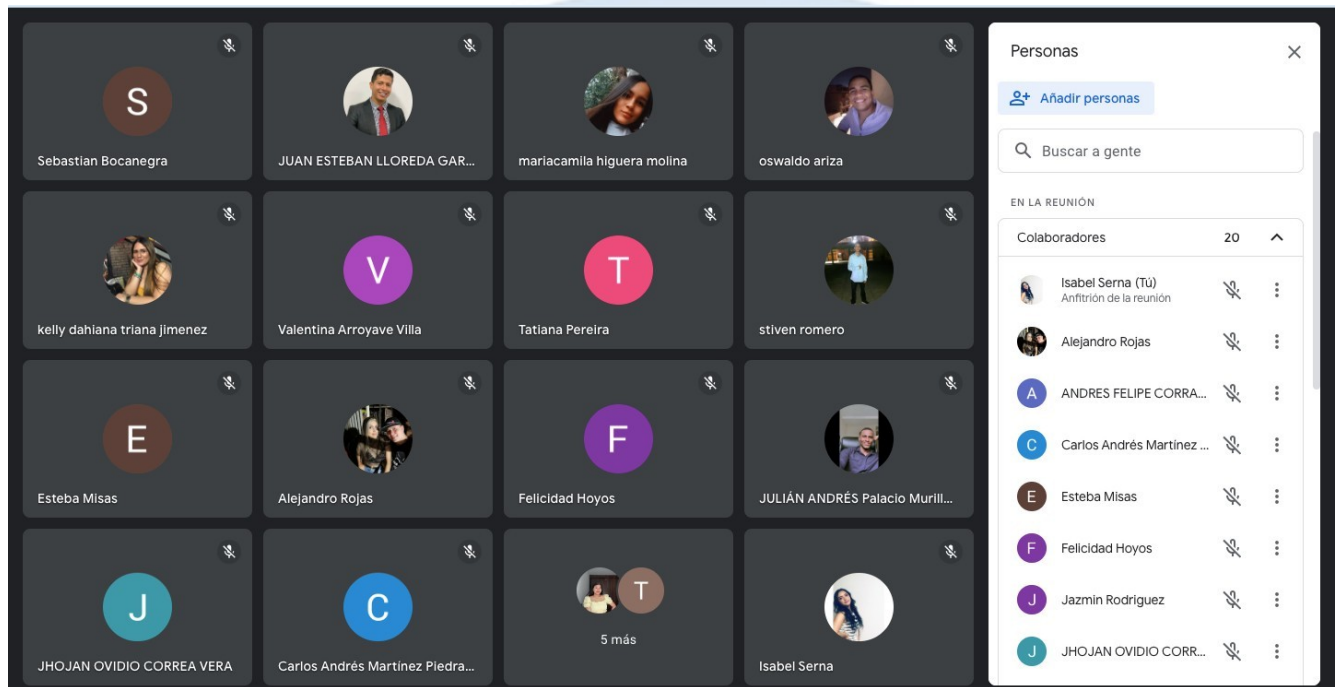 S
Sebastian Bocanegra
JUAN ESTEBAN LLOREDA GAR...
mariacamila higuera molina
oswaldo ariza
kelly dahiana triana jimenez
V
Valentina Arroyave Villa
T
Tatiana Pereira
stiven romero
E
Esteba Misas
Alejandro Rojas
F
Felicidad Hoyos
JULIÁN ANDRÉS Palacio Murill...
J
JHOJAN OVIDIO CORREA VERA
C
Carlos Andrés Martínez Piedra...
T
5 más
Isabel Serna
Personas
Añadir personas
Buscar a gente
EN LA REUNIÓN
Colaboradores 20
Isabel Serna (Tú)
Anfitrión de la reunión
Alejandro Rojas
A ANDRES FELIPE CORRA...
C Carlos Andrés Martínez ...
E Esteba Misas
F Felicidad Hoyos
J Jazmin Rodriguez
J JHOJAN OVIDIO CORR...